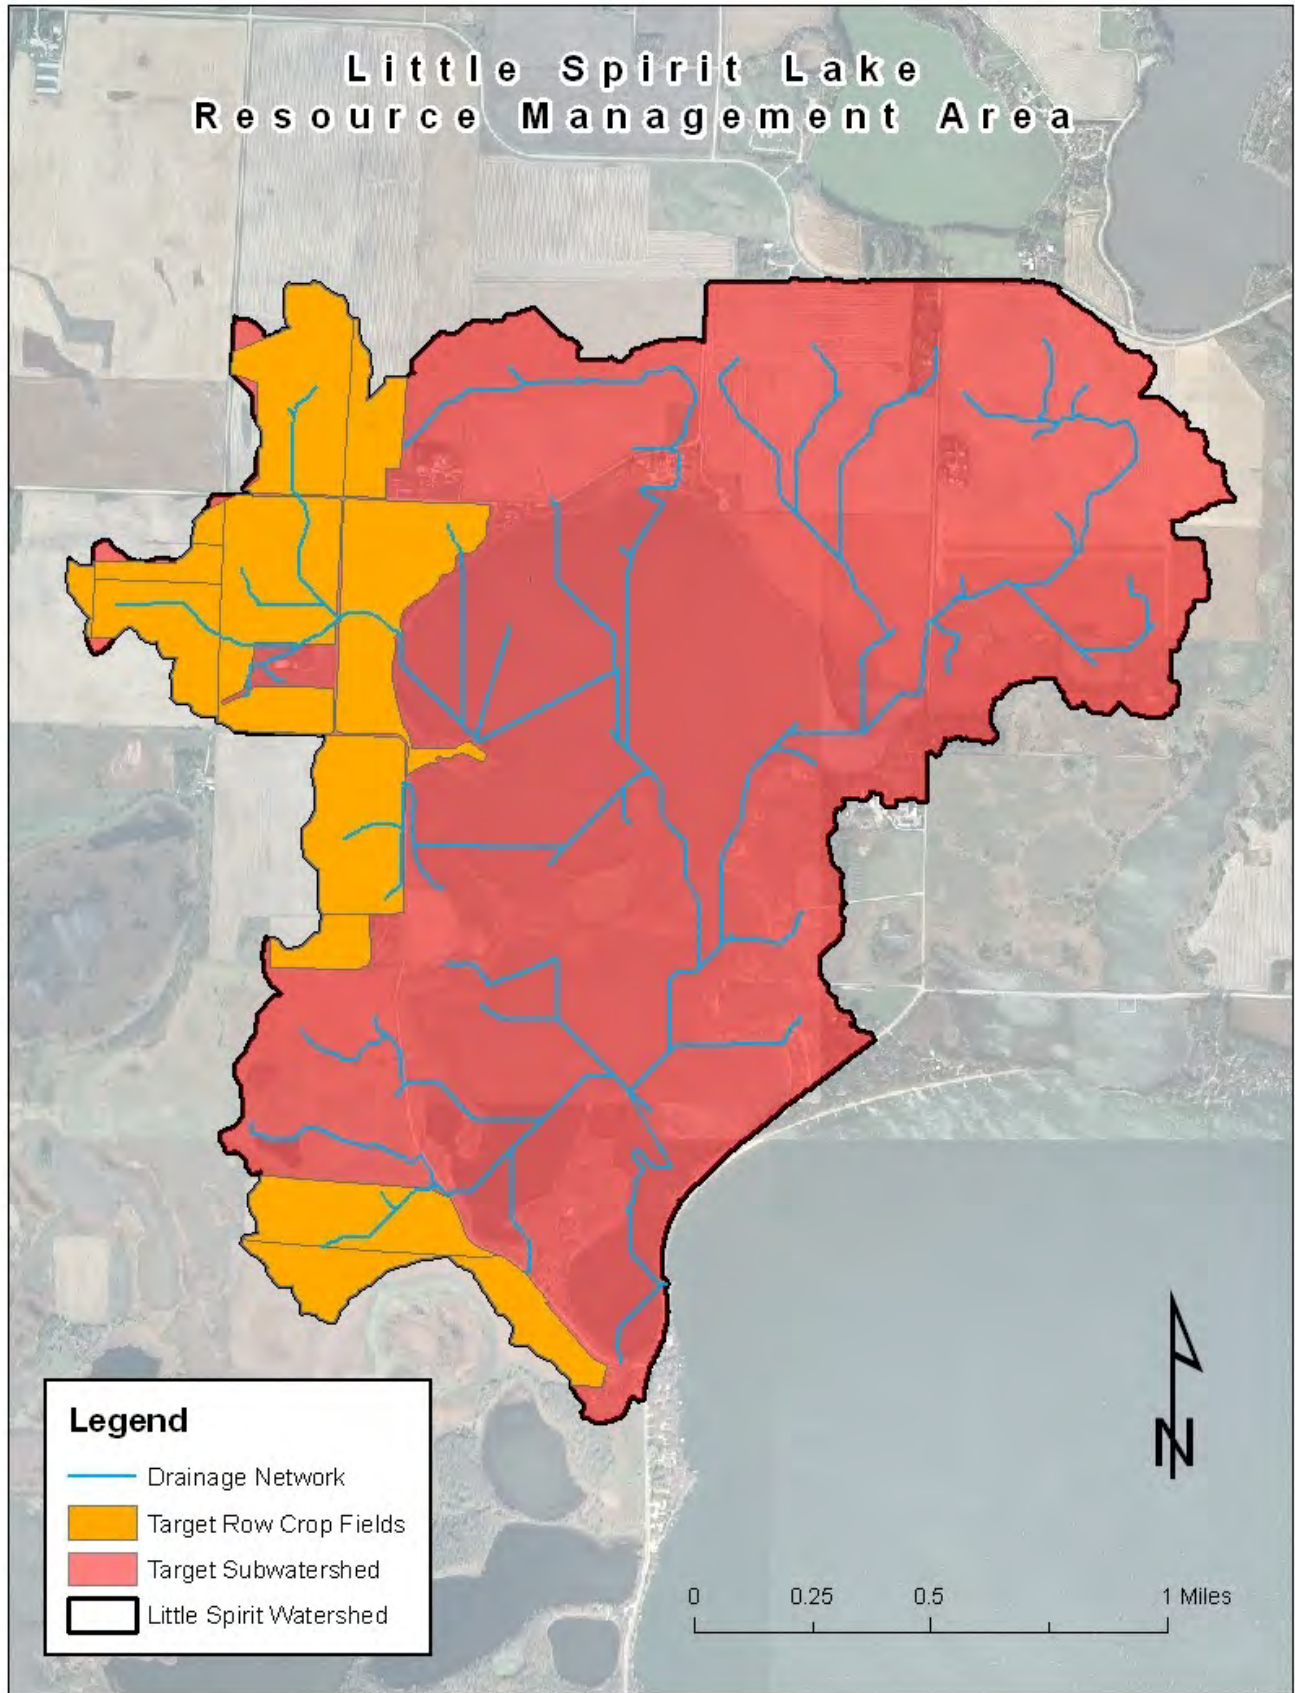 Little Spirit Lake
Resource Management Area
Legend
Drainage Network
Target Row Crop Fields
Target Subwatershed
Little Spirit Watershed
N
0 0.25 0.5 1 Miles